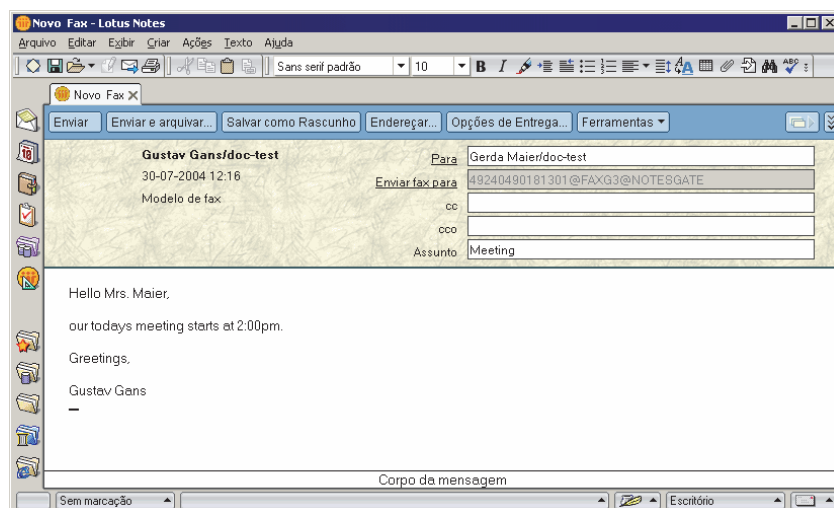 Novo Fax - Lotus Notes
Arquivo Editar Exibir Criar Ações Texto Ajuda
Sans serif padrão 10 B I A ABC
Novo Fax X
Enviar Enviar e arquivar... Salvar como Rascunho Endereçar... Opções de Entrega... Ferramentas
Gustav Gans/doc-test
30-07-2004 12:16
Modelo de fax
Para Gerda Maier/doc-test
Enviar fax para 49240490181301@FAXG3@NOTESGATE
cc
cco
Assunto Meeting
18
Hello Mrs. Maier,
our todays meeting starts at 2:00pm.
Greetings,
Gustav Gans
Corpo da mensagem
Sem marcação Escritório